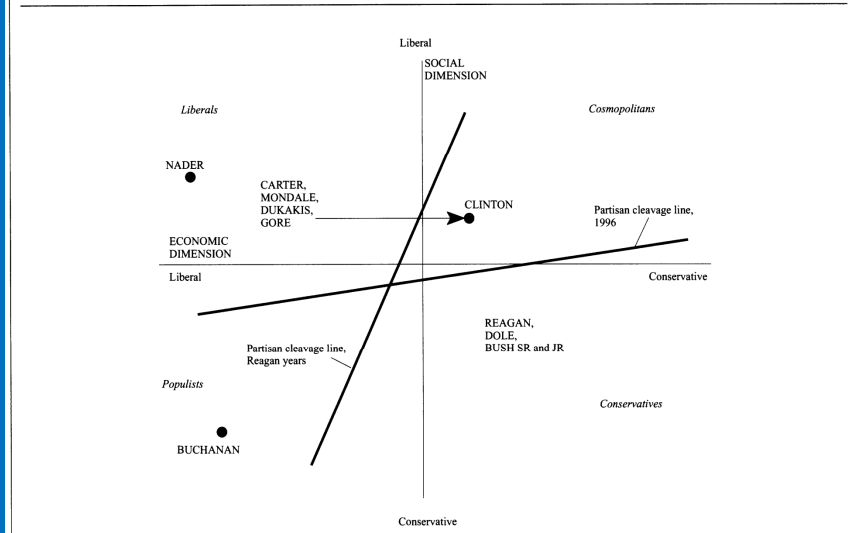 Liberal
SOCIAL
DIMENSION
Liberals
Cosmopolitans
NADER
CARTER,
MONDALE,
DUKAKIS,
GORE
CLINTON
Partisan cleavage line,
1996
ECONOMIC
DIMENSION
Liberal
Conservative
REAGAN,
DOLE,
BUSH SR and JR
Partisan cleavage line,
Reagan years
Populists
Conservatives
BUCHANAN
Conservative